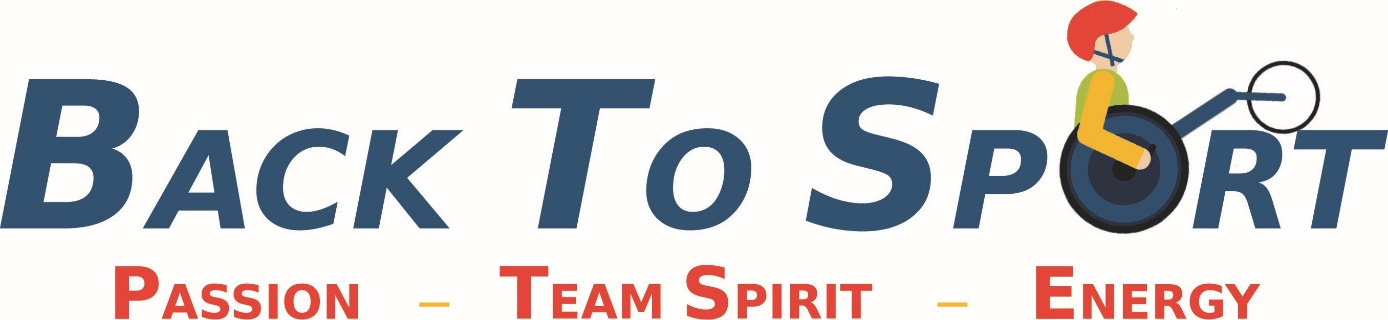 BACK TO SPORT
PASSION – TEAM SPIRIT – ENERGY